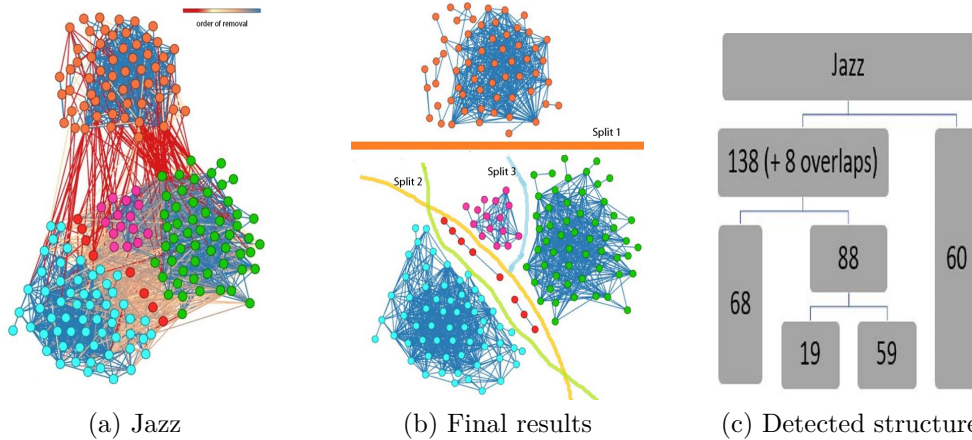 order of removal
Split 1
Split 2
Split 3
Jazz
138 (+ 8 overlaps)
88
60
68
19
59
(a) Jazz
(b) Final results
(c) Detected structure